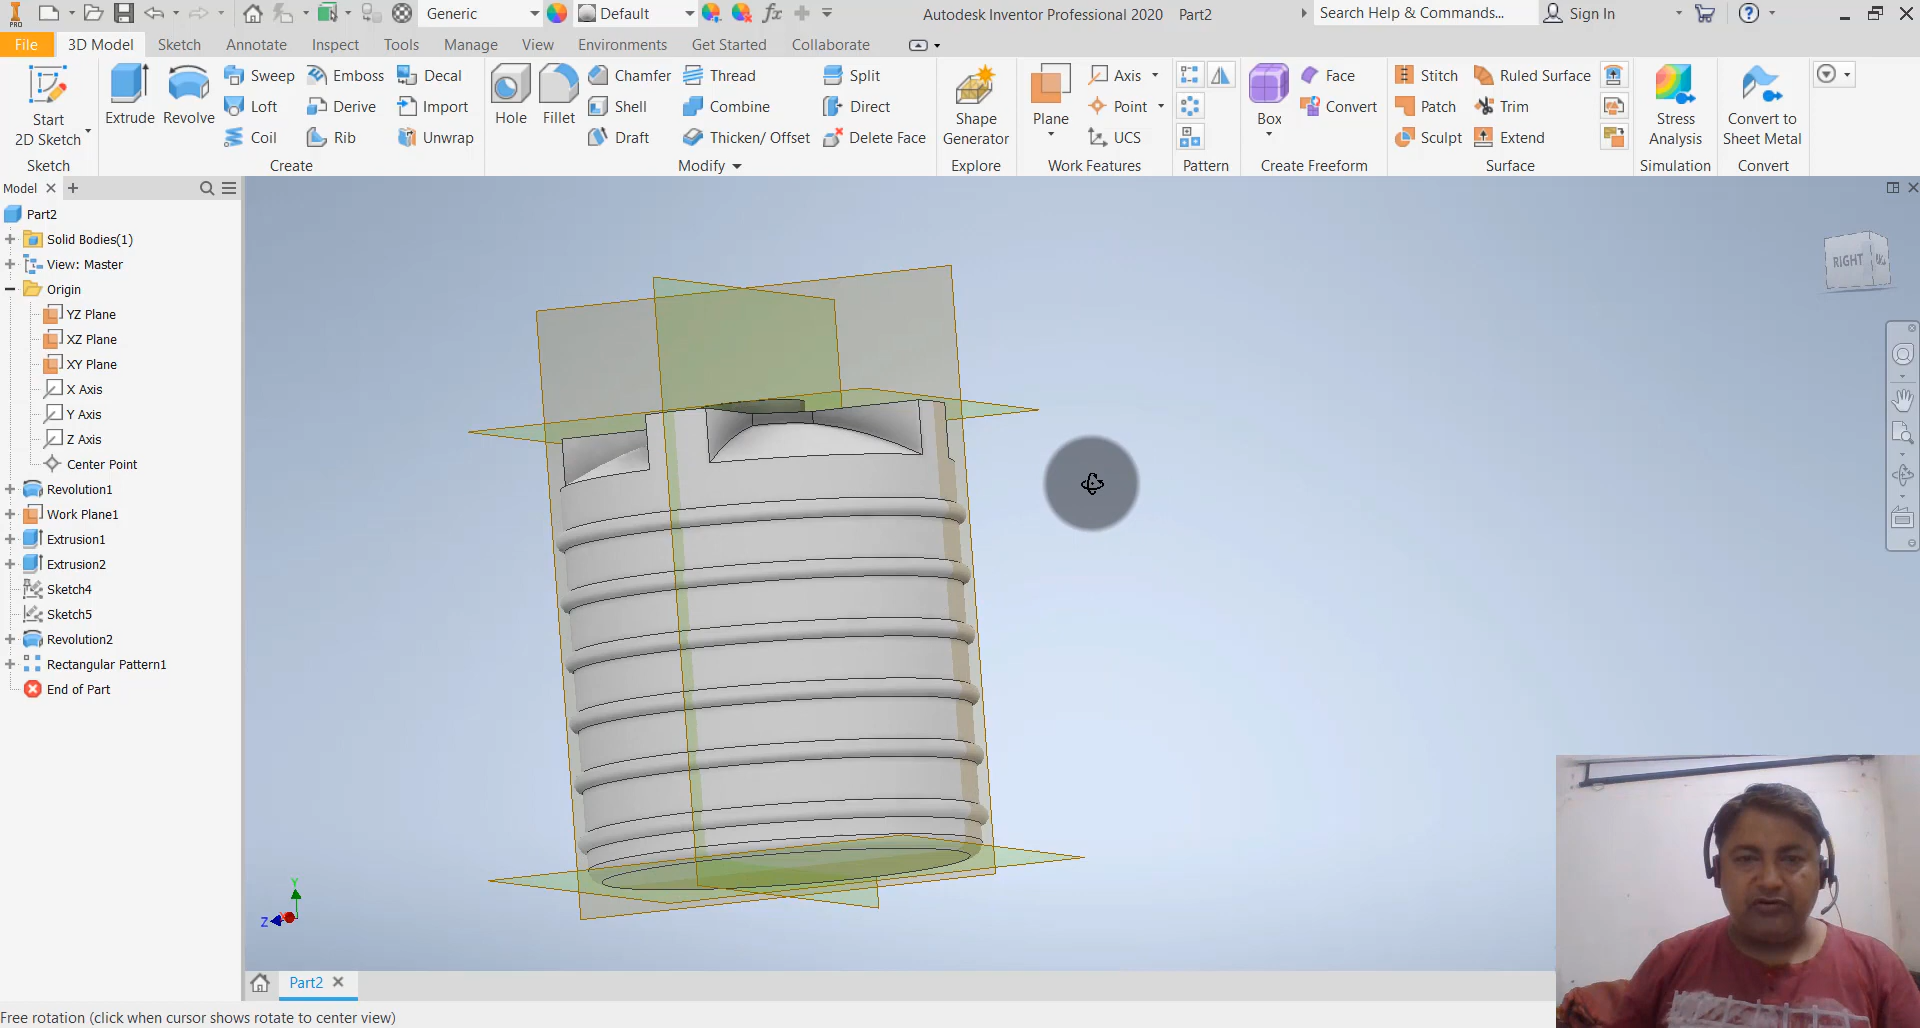 PRO
Generic
Default
fx
Autodesk Inventor Professional 2020 Part2
Search Help & Commands...
Sign In
File
3D Model
Sketch
Annotate
Inspect
Tools
Manage
View
Environments
Get Started
Collaborate
Start
2D Sketch
Sketch
Extrude
Revolve
Sweep
Loft
Coil
Emboss
Derive
Rib
Decal
Import
Unwrap
Create
Hole
Fillet
Chamfer
Shell
Draft
Thread
Combine
Thicken/ Offset
Split
Direct
Delete Face
Modify
Shape
Generator
Explore
Plane
Axis
Point
UCS
Work Features
Pattern
Box
Face
Convert
Create Freeform
Stitch
Patch
Sculpt
Ruled Surface
Trim
Extend
Surface
Stress
Analysis
Simulation
Convert to
Sheet Metal
Convert
Model
Part2
Solid Bodies(1)
View: Master
Origin
YZ Plane
XZ Plane
XY Plane
X Axis
Y Axis
Z Axis
Center Point
Revolution1
Work Plane1
Extrusion1
Extrusion2
Sketch4
Sketch5
Revolution2
Rectangular Pattern1
End of Part
RIGHT
Y
Z
Part2
Free rotation (click when cursor shows rotate to center view)